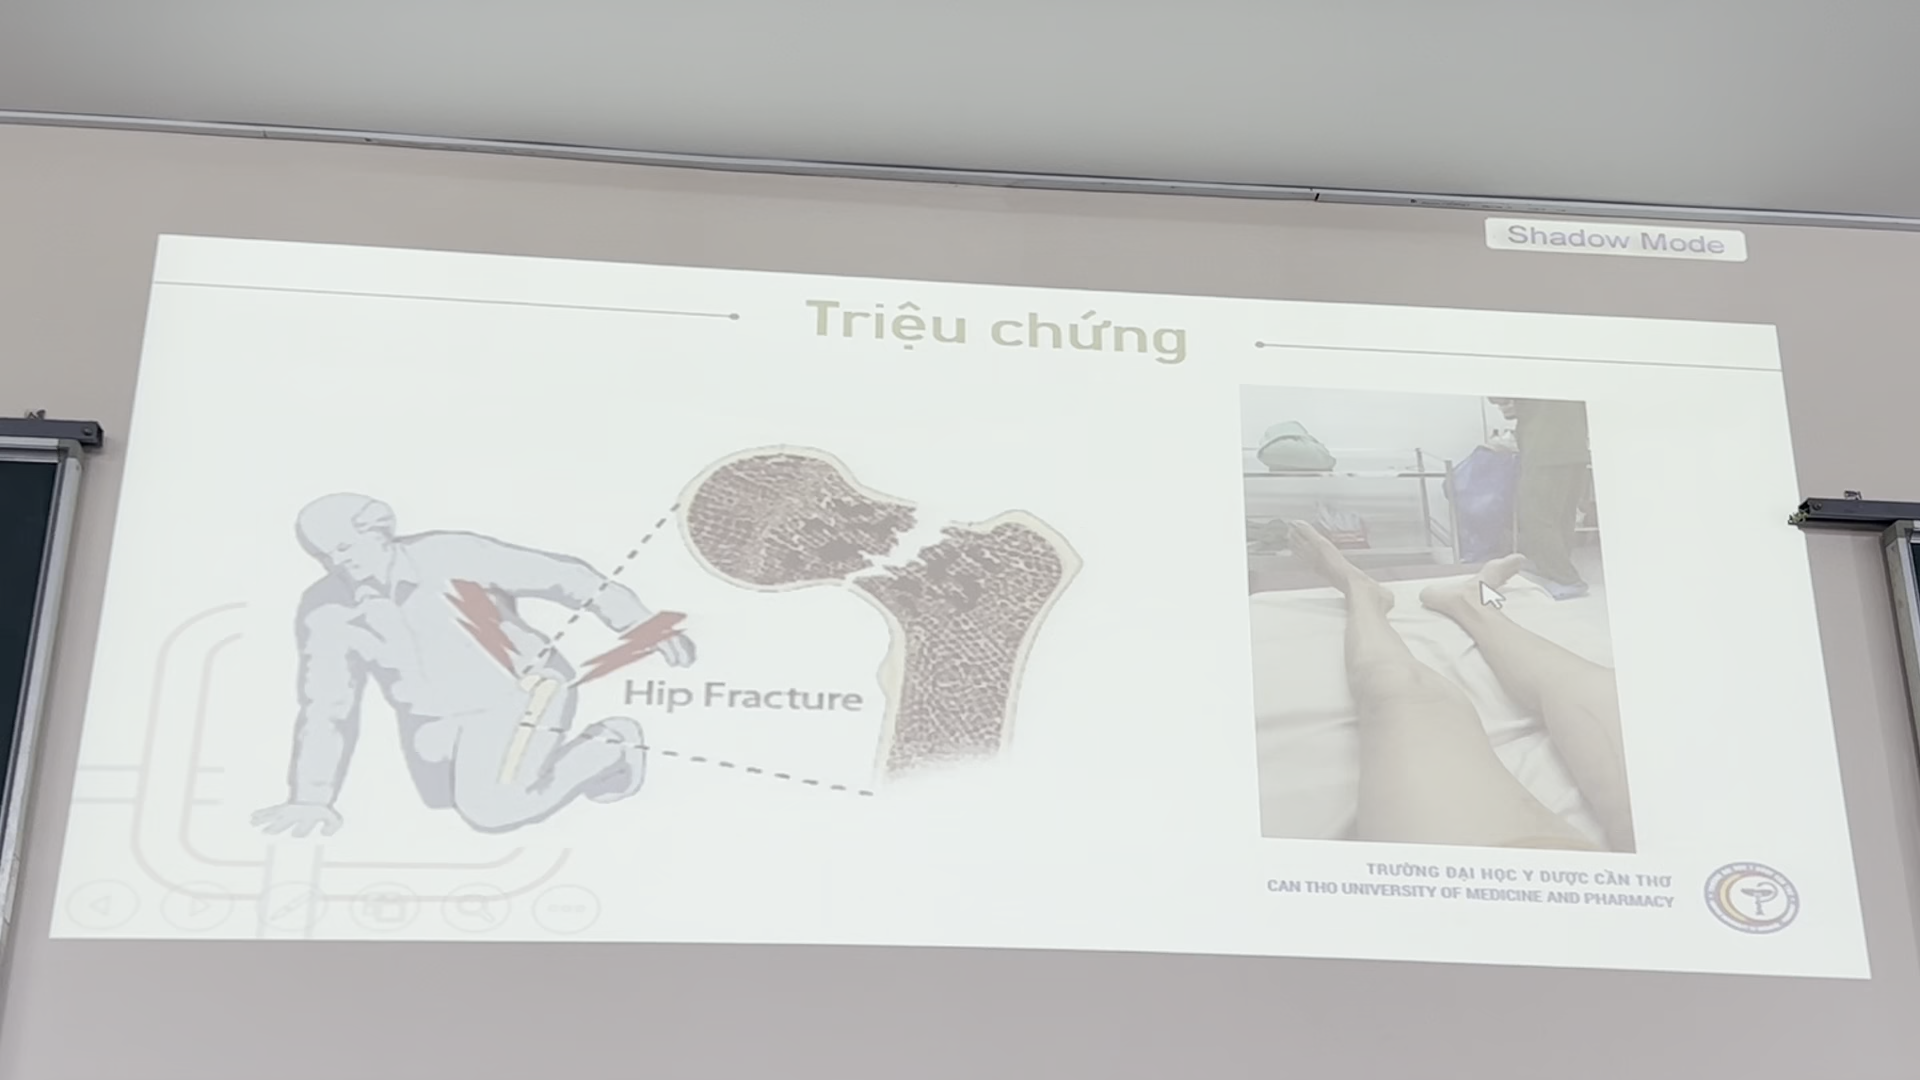 Shadow Mode
Triệu chứng
Hip Fracture
TRƯỜNG ĐẠI HỌC Y DƯỢC CẦN THƠ
CAN THO UNIVERSITY OF MEDICINE AND PHARMACY